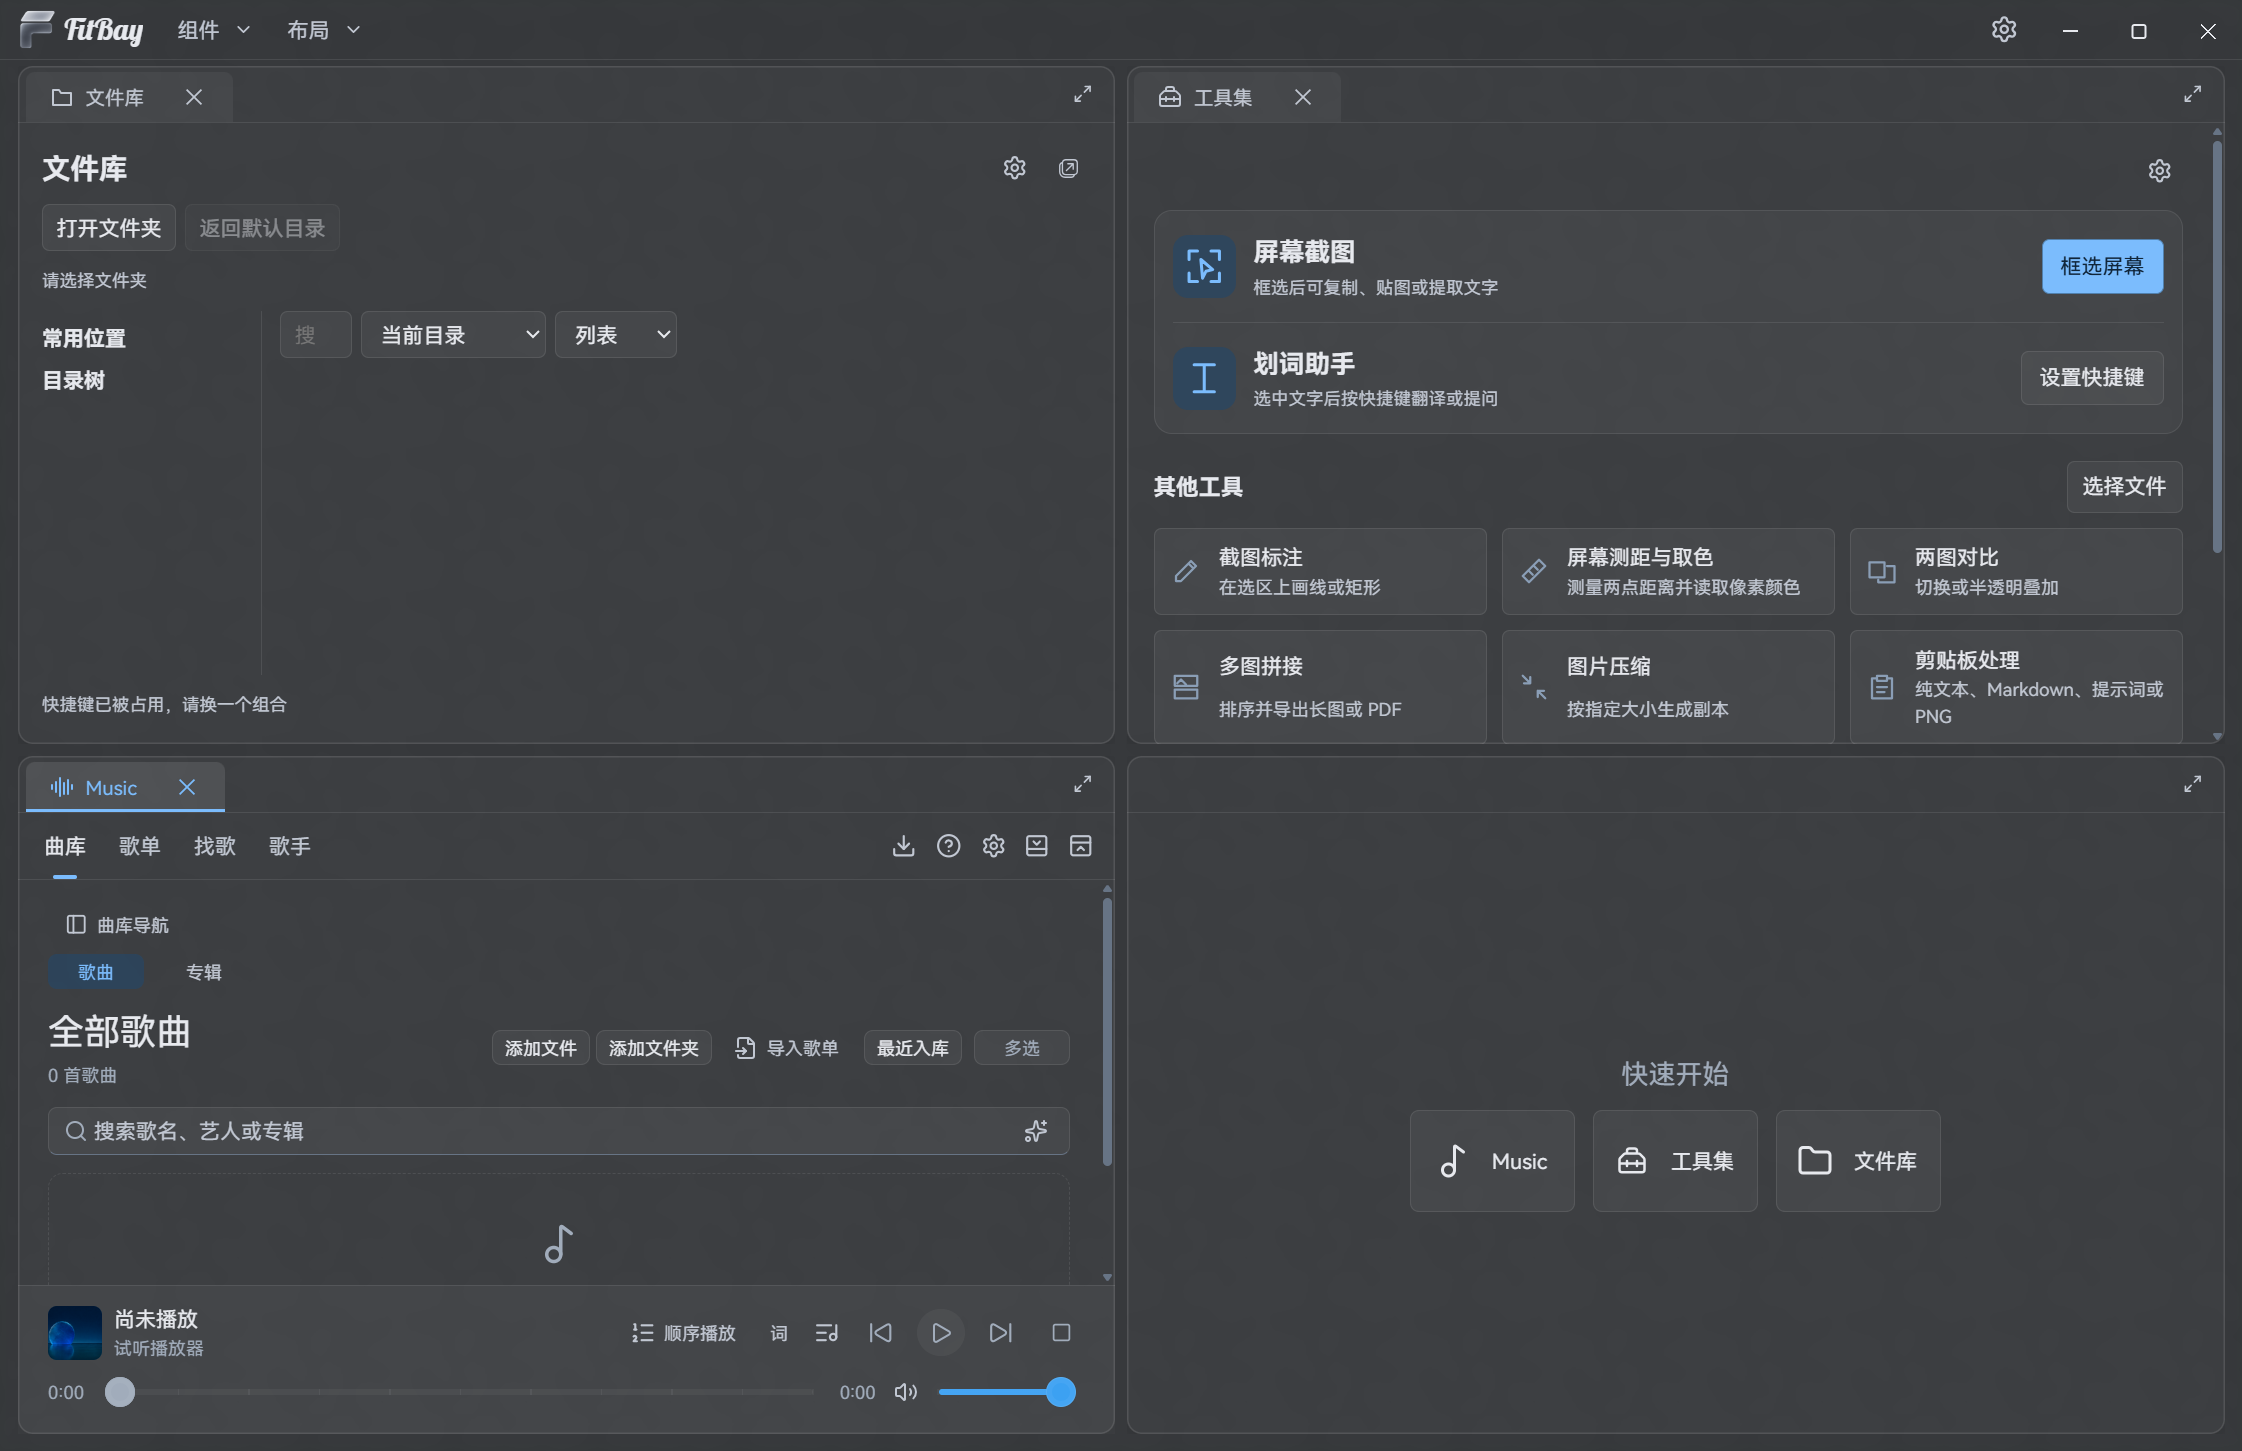 FitBay 组件 布局
文件库
文件库
打开文件夹 返回默认目录
请选择文件夹
常用位置
目录树
搜 当前目录 列表
快捷键已被占用，请换一个组合
工具集
屏幕截图
框选后可复制、贴图或提取文字
框选屏幕
划词助手
选中文字后按快捷键翻译或提问
设置快捷键
其他工具
选择文件
截图标注
在选区上画线或矩形
屏幕测距与取色
测量两点距离并读取像素颜色
两图对比
切换或半透明叠加
多图拼接
排序并导出长图或 PDF
图片压缩
按指定大小生成副本
剪贴板处理
纯文本、Markdown、提示词或
PNG
Music
曲库 歌单 找歌 歌手
曲库导航
歌曲 专辑
全部歌曲
0 首歌曲
添加文件 添加文件夹 导入歌单 最近入库 多选
搜索歌名、艺人或专辑
尚未播放
试听播放器
顺序播放 词
0:00 0:00
快速开始
Music 工具集 文件库